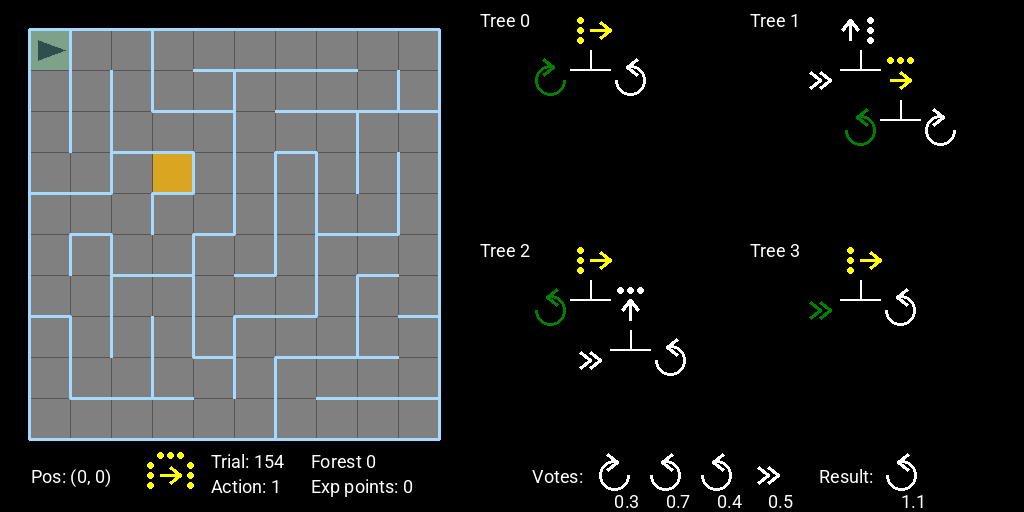 Tree 0
Tree 1
Tree 2
Tree 3
Pos: (0, 0)
Trial: 154
Forest 0
Action: 1
Exp points: 0
Votes:
0.3
0.7
0.4
0.5
Result:
1.1